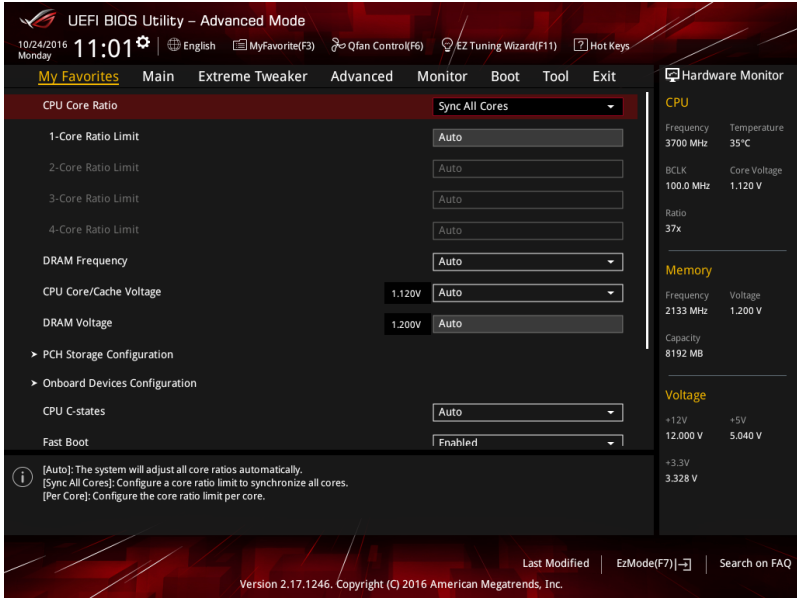 UEFI BIOS Utility – Advanced Mode
10/24/2016
Monday
11:01
English
MyFavorite(F3)
Qfan Control(F6)
EZ Tuning Wizard(F11)
? Hot Keys
My Favorites Main Extreme Tweaker Advanced Monitor Boot Tool Exit
Hardware Monitor
CPU Core Ratio Sync All Cores
1-Core Ratio Limit Auto
2-Core Ratio Limit Auto
3-Core Ratio Limit Auto
4-Core Ratio Limit Auto
DRAM Frequency Auto
CPU Core/Cache Voltage 1.120V Auto
DRAM Voltage 1.200V Auto
> PCH Storage Configuration
> Onboard Devices Configuration
CPU C-states Auto
Fast Boot Enabled
CPU
Frequency Temperature
3700 MHz 35°C
BCLK Core Voltage
100.0 MHz 1.120 V
Ratio
37x
Memory
Frequency Voltage
2133 MHz 1.200 V
Capacity
8192 MB
Voltage
+12V +5V
12.000 V 5.040 V
+3.3V
3.328 V
i
[Auto]: The system will adjust all core ratios automatically.
[Sync All Cores]: Configure a core ratio limit to synchronize all cores.
[Per Core]: Configure the core ratio limit per core.
Last Modified
EzMode(F7)
Search on FAQ
Version 2.17.1246. Copyright (C) 2016 American Megatrends, Inc.